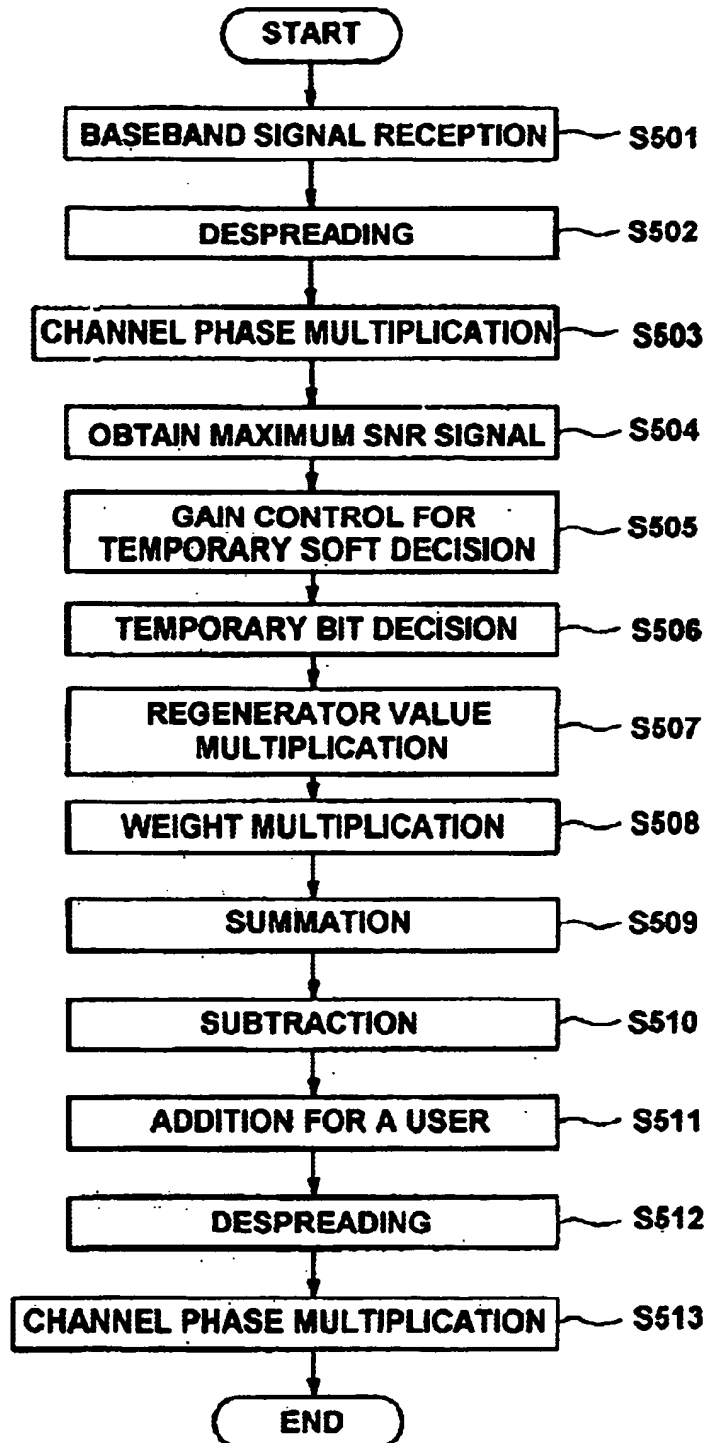 START
BASEBAND SIGNAL RECEPTION
S501
DESPREADING
S502
CHANNEL PHASE MULTIPLICATION
S503
OBTAIN MAXIMUM SNR SIGNAL
S504
GAIN CONTROL FOR
TEMPORARY SOFT DECISION
S505
TEMPORARY BIT DECISION
S506
REGENERATOR VALUE
MULTIPLICATION
S507
WEIGHT MULTIPLICATION
S508
SUMMATION
S509
SUBTRACTION
S510
ADDITION FOR A USER
S511
DESPREADING
S512
CHANNEL PHASE MULTIPLICATION
S513
END